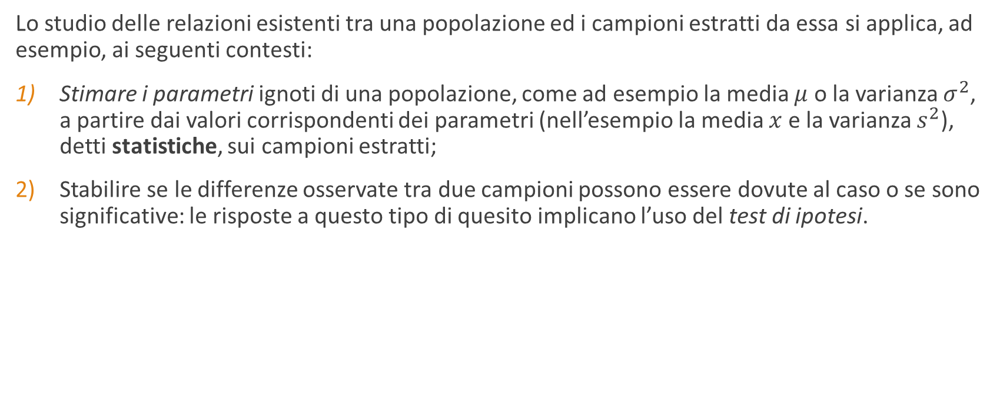 Lo studio delle relazioni esistenti tra una popolazione ed i campioni estratti da essa si applica, ad
esempio, ai seguenti contesti:
1) Stimare i parametri ignoti di una popolazione, come ad esempio la media μ o la varianza σ²,
a partire dai valori corrispondenti dei parametri (nell’esempio la media x e la varianza s²),
detti statistiche, sui campioni estratti;
2) Stabilire se le differenze osservate tra due campioni possono essere dovute al caso o se sono
significative: le risposte a questo tipo di quesito implicano l’uso del test di ipotesi.